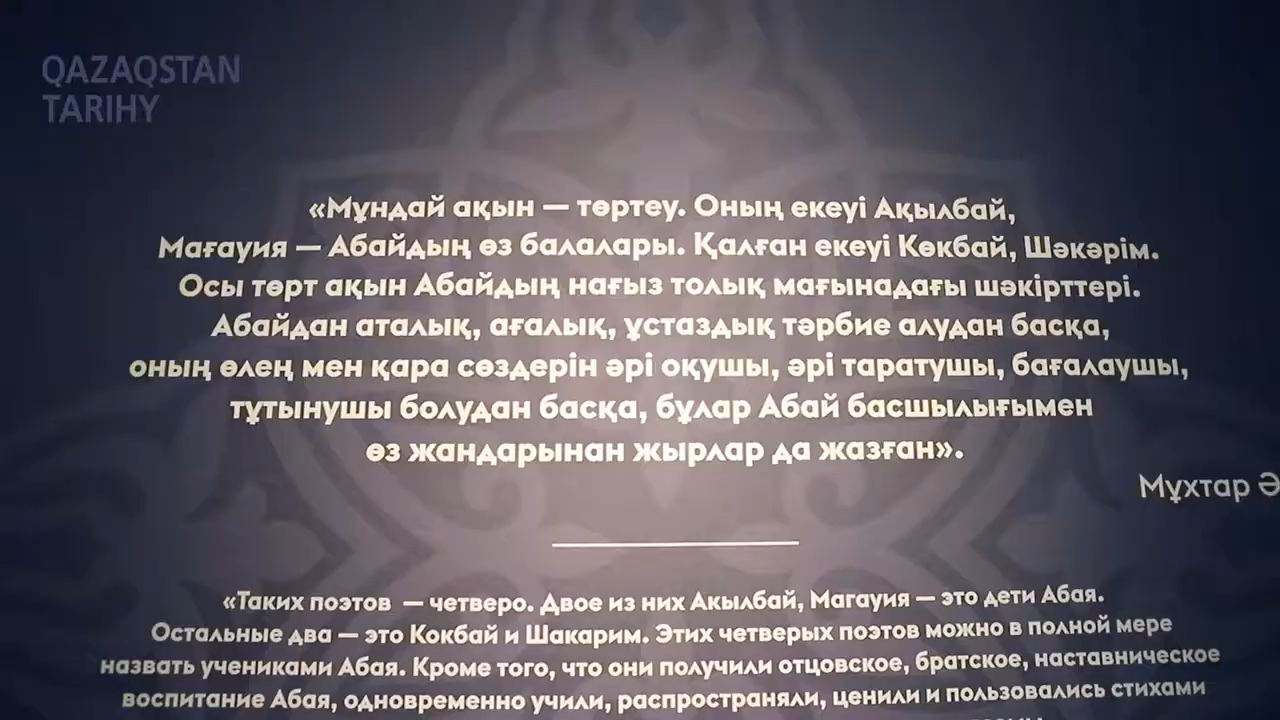 QAZAQSTAN
TARIHY
«Мұндай ақын — төртеу. Оның екеуі Ақылбай,
Мағауия — Абайдың өз балалары. Қалған екеуі Көкбай, Шәкәрім.
Осы төрт ақын Абайдың нағыз толық мағынадағы шәкірттері.
Абайдан аталық, ағалық, ұстаздық тәрбие алудан басқа,
оның өлең мен қара сөздерін әрі оқушы, әрі таратушы, бағалаушы,
тұтынушы болудан басқа, бұлар Абай басшылығымен
өз жандарынан жырлар да жазған».
Мұхтар Ә
«Таких поэтов — четверо. Двое из них Акылбай, Магауия — это дети Абая.
Остальные два — это Кокбай и Шакарим. Этих четверых поэтов можно в полной мере
назвать учениками Абая. Кроме того, что они получили отцовское, братское, наставническое
воспитание Абая, одновременно учили, распространяли, ценили и пользовались стихами